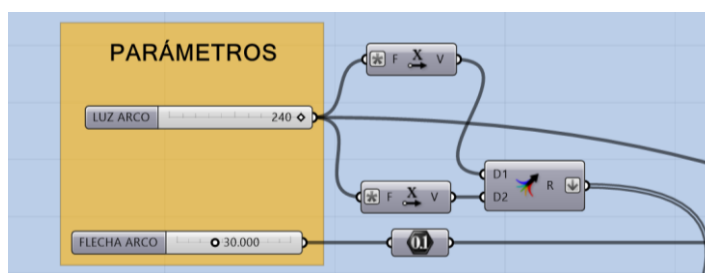 PARÁMETROS
F X V
LUZ ARCO 240
D1
D2 R
F X V
FLECHA ARCO 30.000
0.1